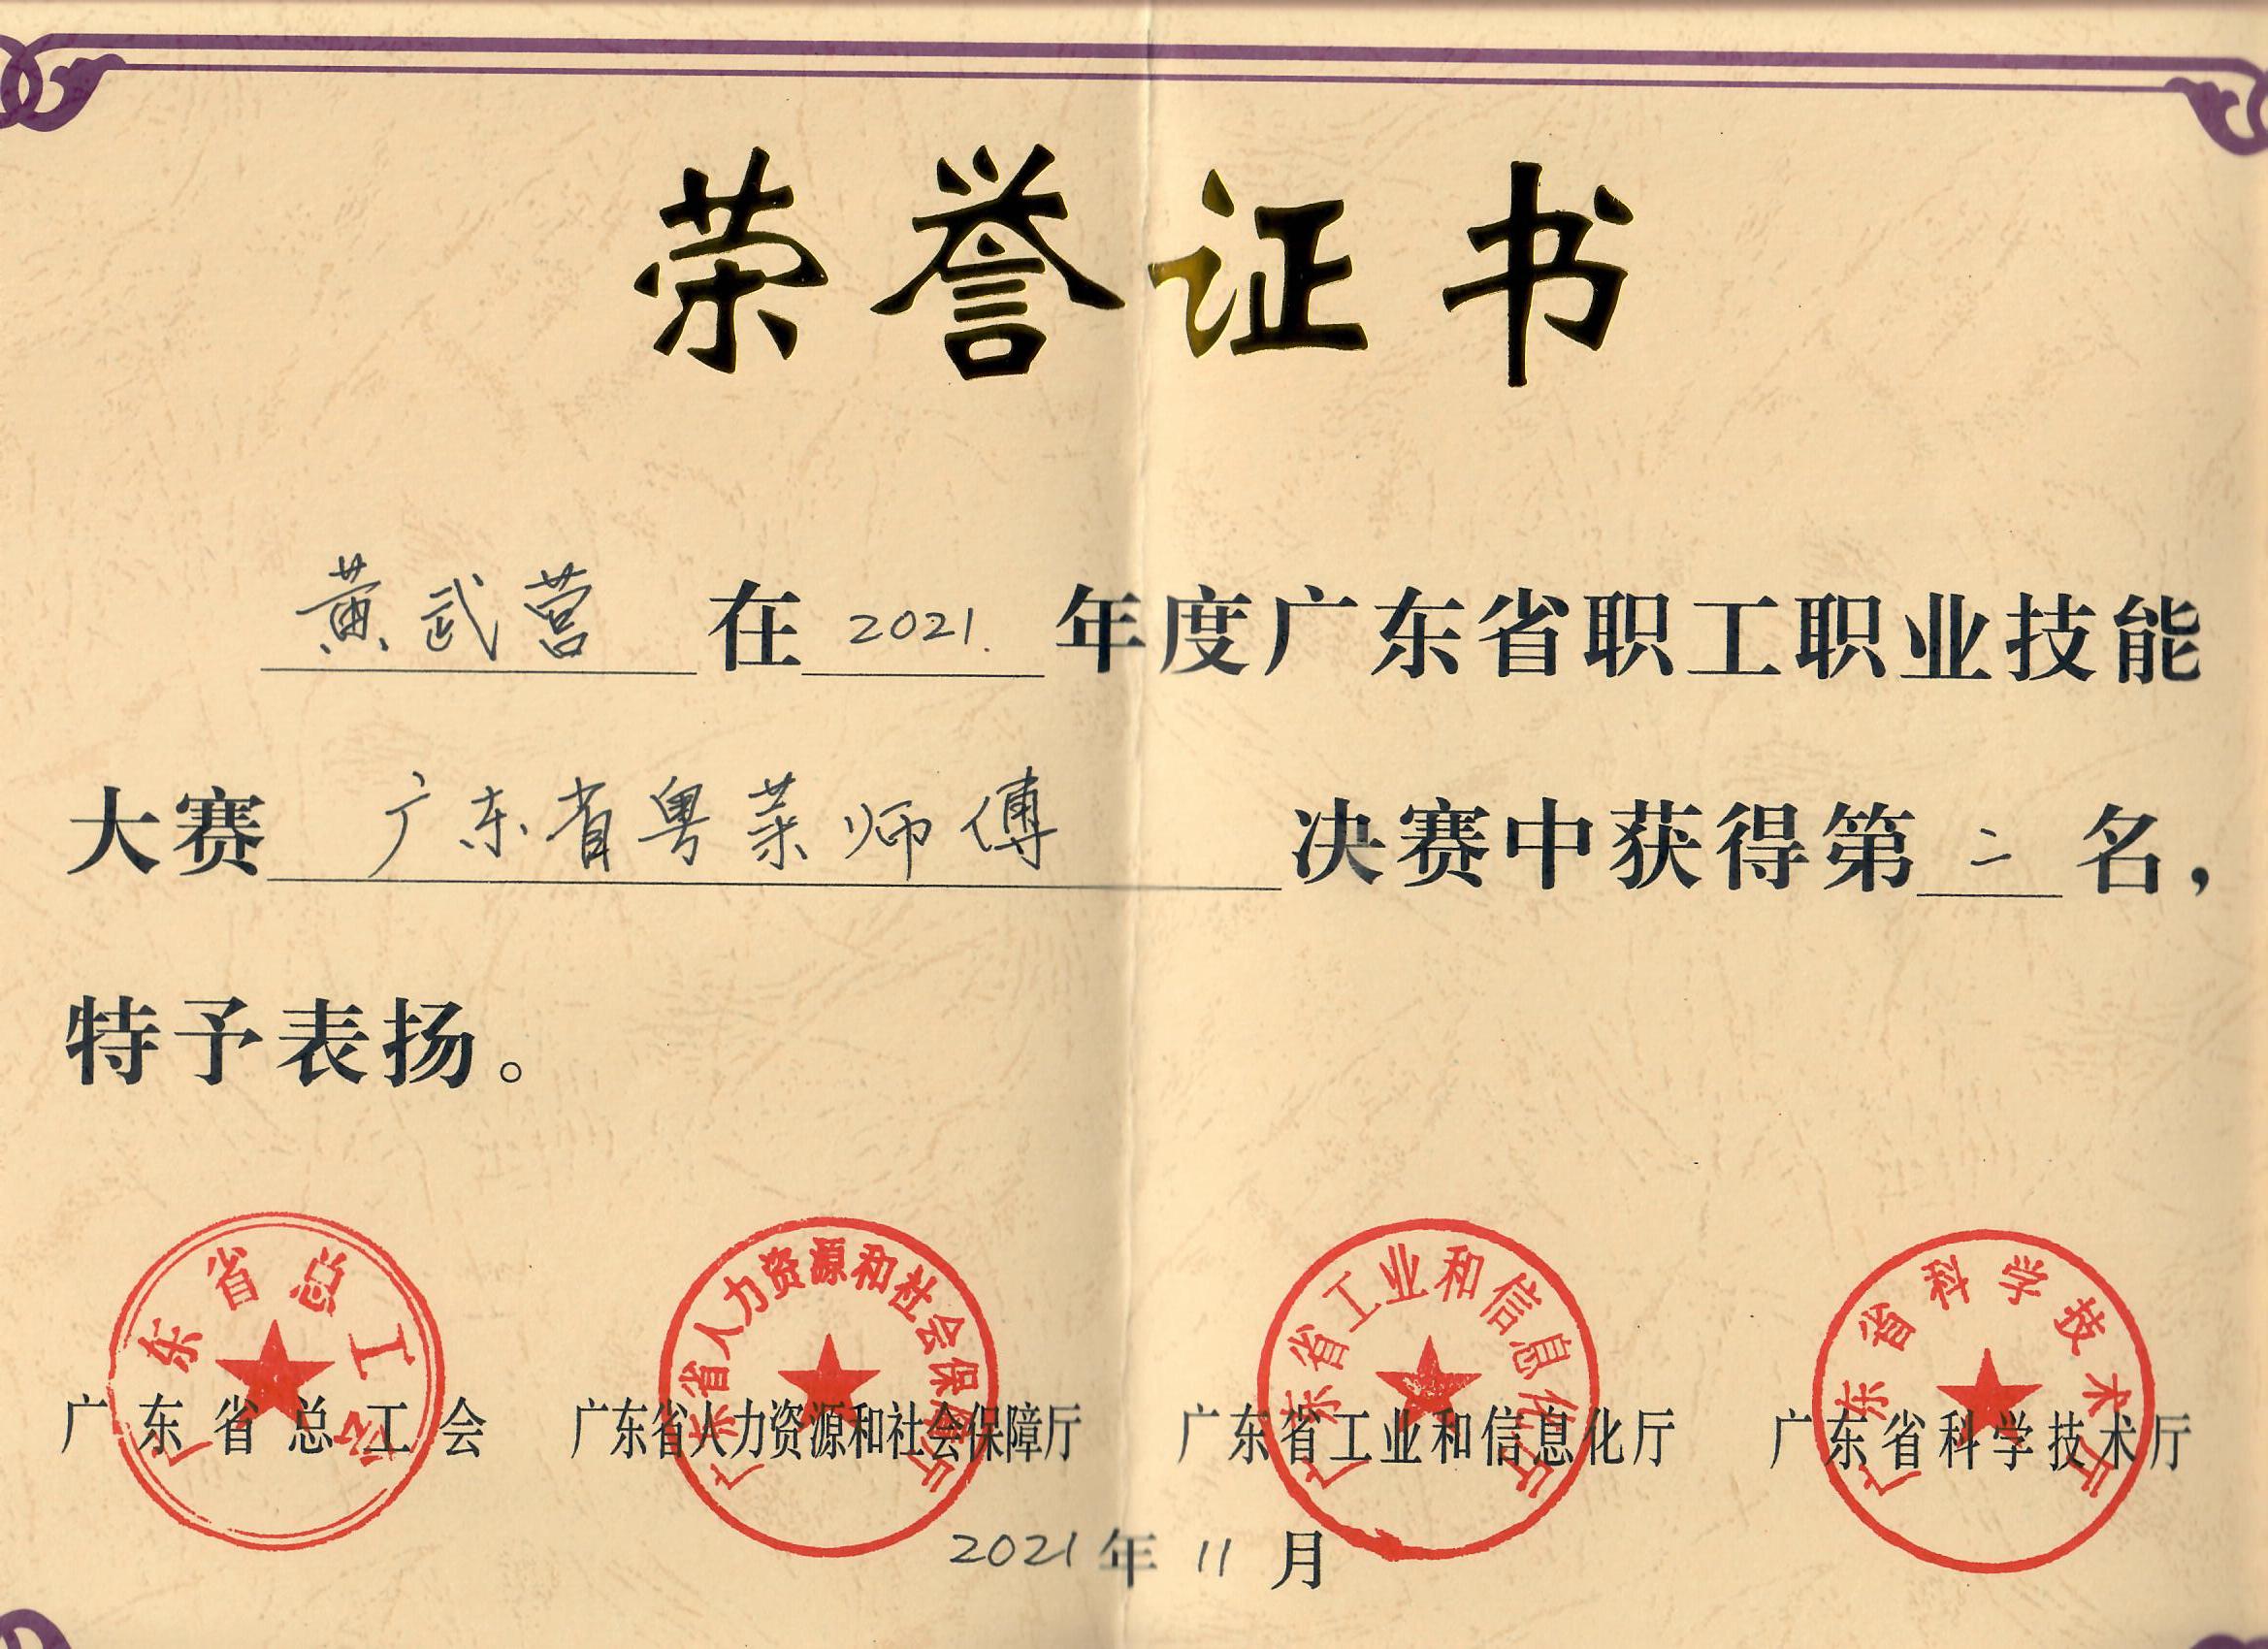 荣誉证书
黄武营在2021.年度广东省职工职业技能
大赛广东省粤菜师傅决赛中获得第二名，
特予表扬。
广东省总工会
广东省人力资源和社会保障厅
广东省工业和信息化厅
广东省科学技术厅
广东省总工会 广东省人力资源和社会保障厅 广东省工业和信息化厅 广东省科学技术厅
2021年11月